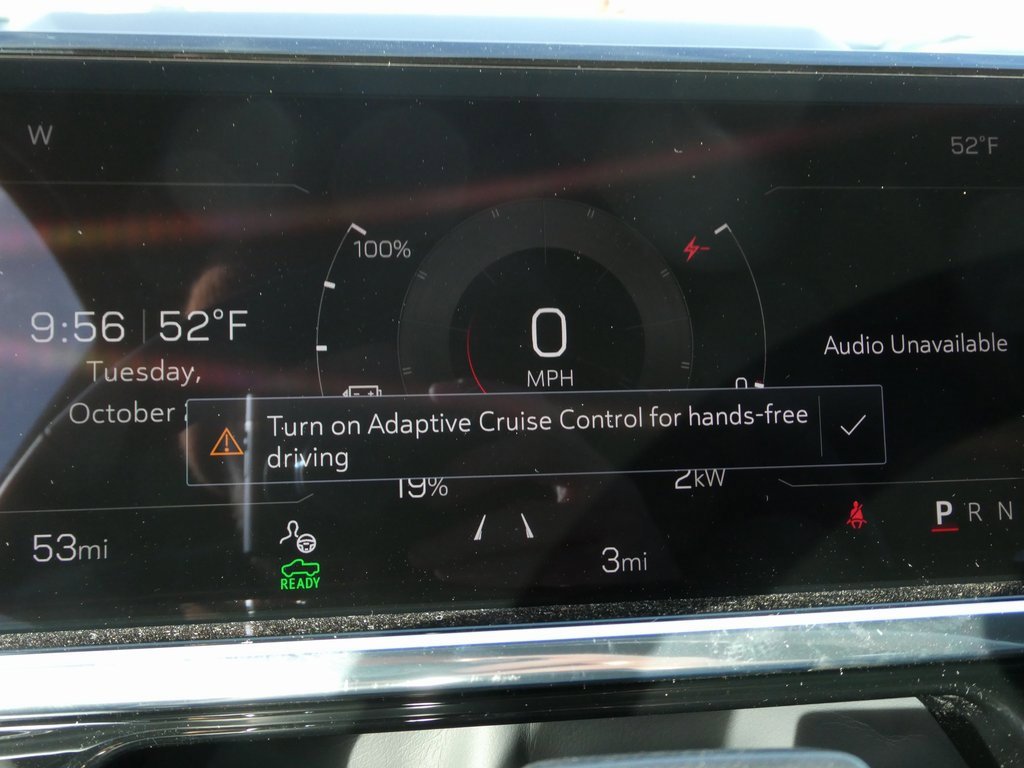 W
52°F
100%
9:56 52°F
0
MPH
Audio Unavailable
Tuesday,
October
0
Turn on Adaptive Cruise Control for hands-free
driving
19%
2kW
P R N
53mi
3mi
READY